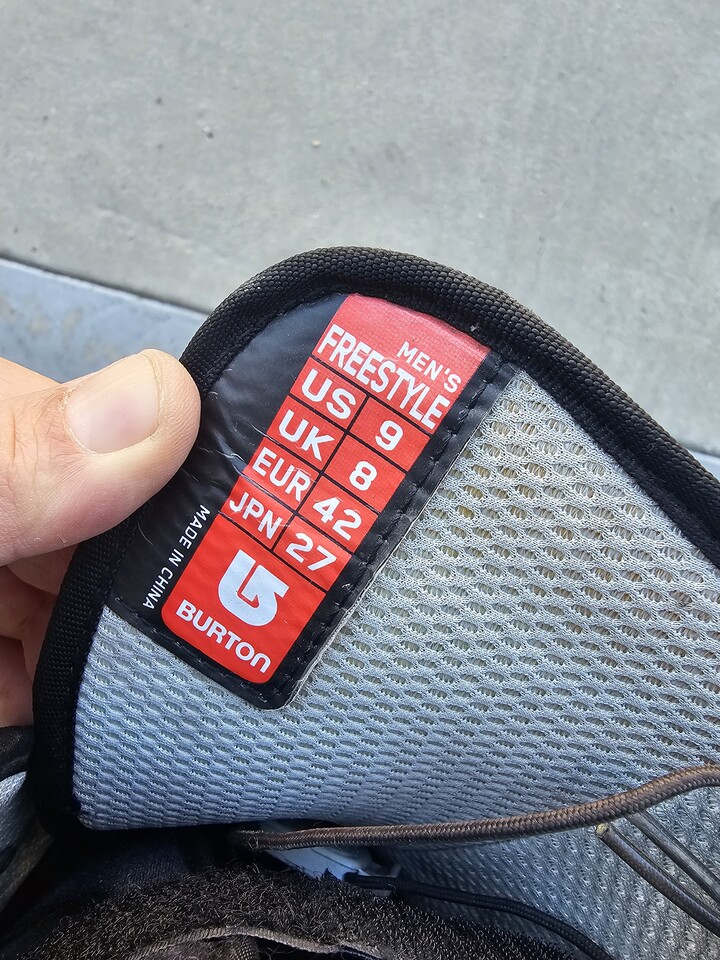 MEN'S
FREESTYLE
US 9
UK 8
EUR 42
JPN 27
BURTON
MADE IN CHINA